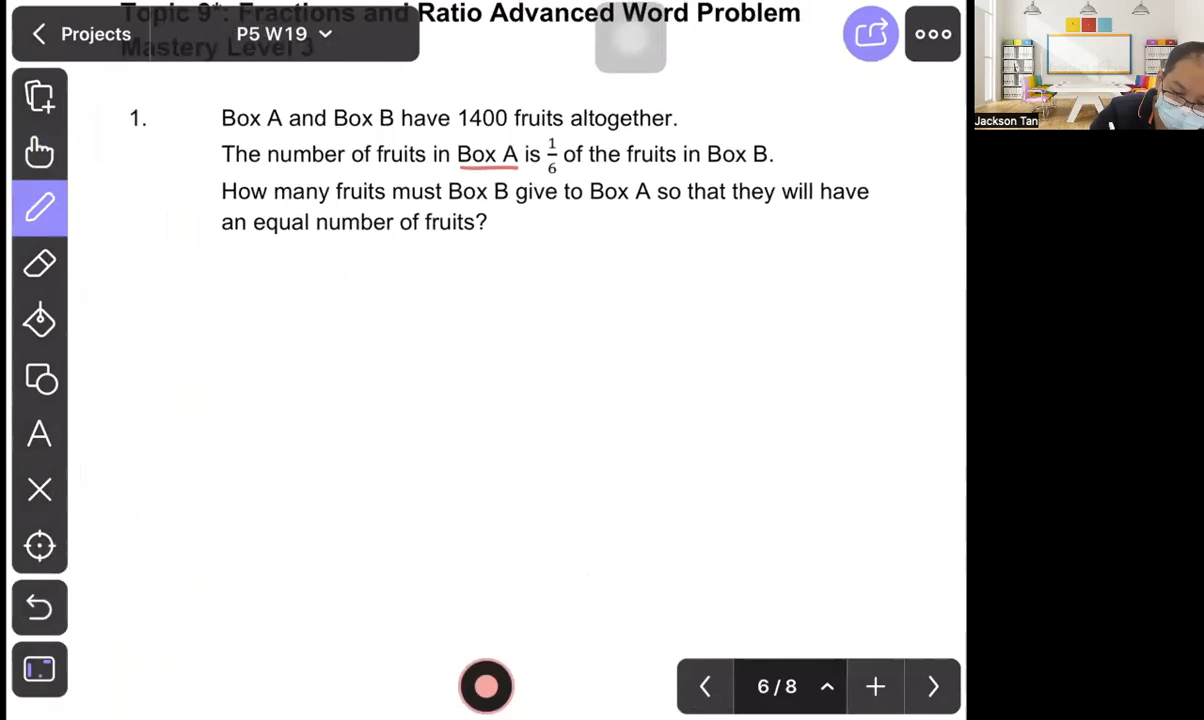 Topic 9*: Fractions and Ratio Advanced Word Problem
Projects
P5 W19
Mastery Level 3
1. Box A and Box B have 1400 fruits altogether.
The number of fruits in Box A is 1/6 of the fruits in Box B.
How many fruits must Box B give to Box A so that they will have
an equal number of fruits?
A
6 / 8
Jackson Tan